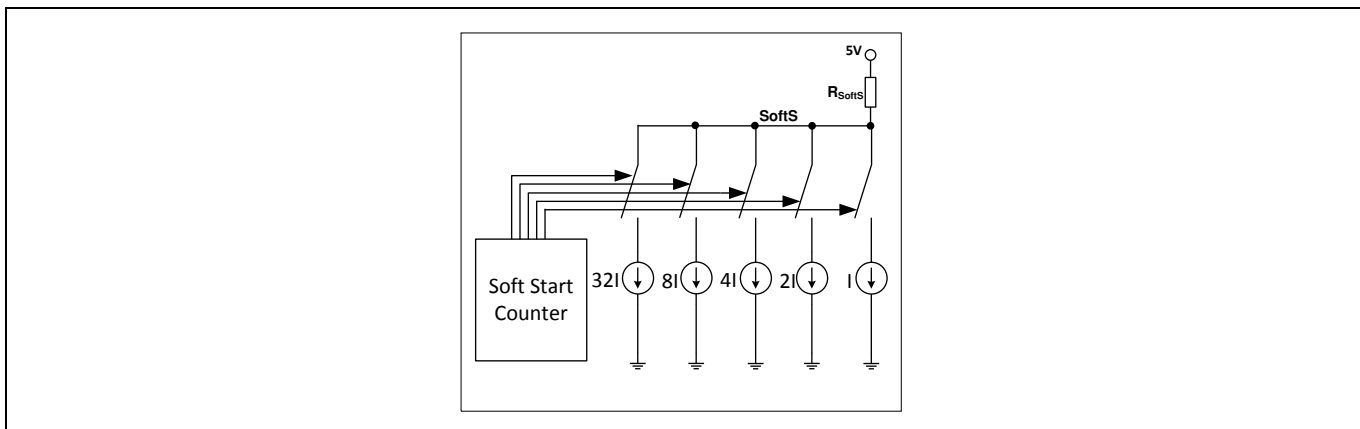 5V
RSoftS
SoftS
Soft Start
Counter
32I
8I
4I
2I
I